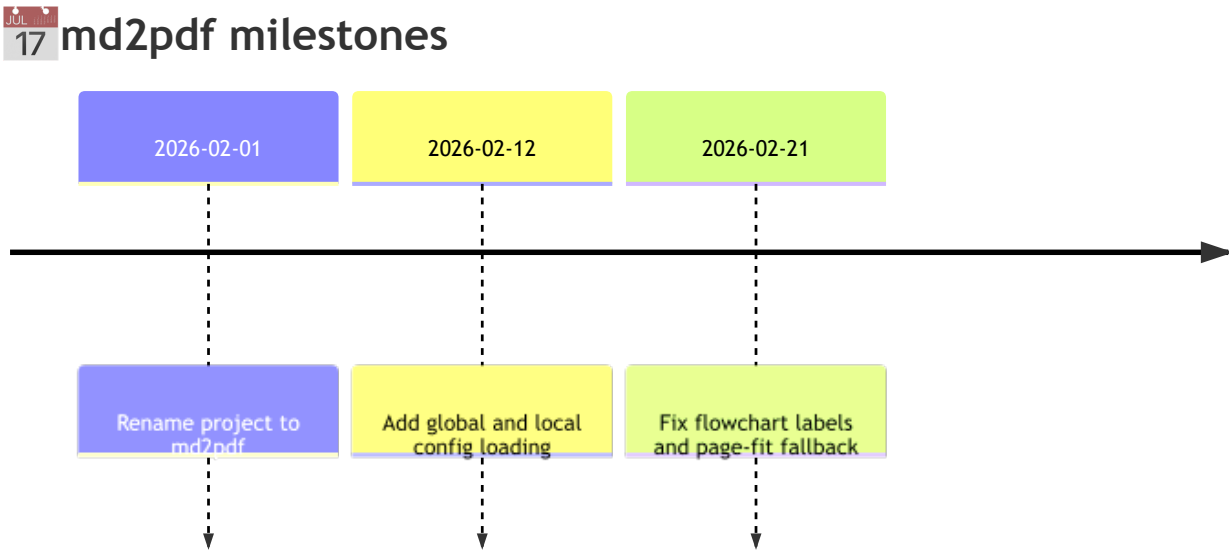 JUL
17
md2pdf milestones
2026-02-01
2026-02-12
2026-02-21
Rename project to
md2pdf
Add global and local
config loading
Fix flowchart labels
and page-fit fallback